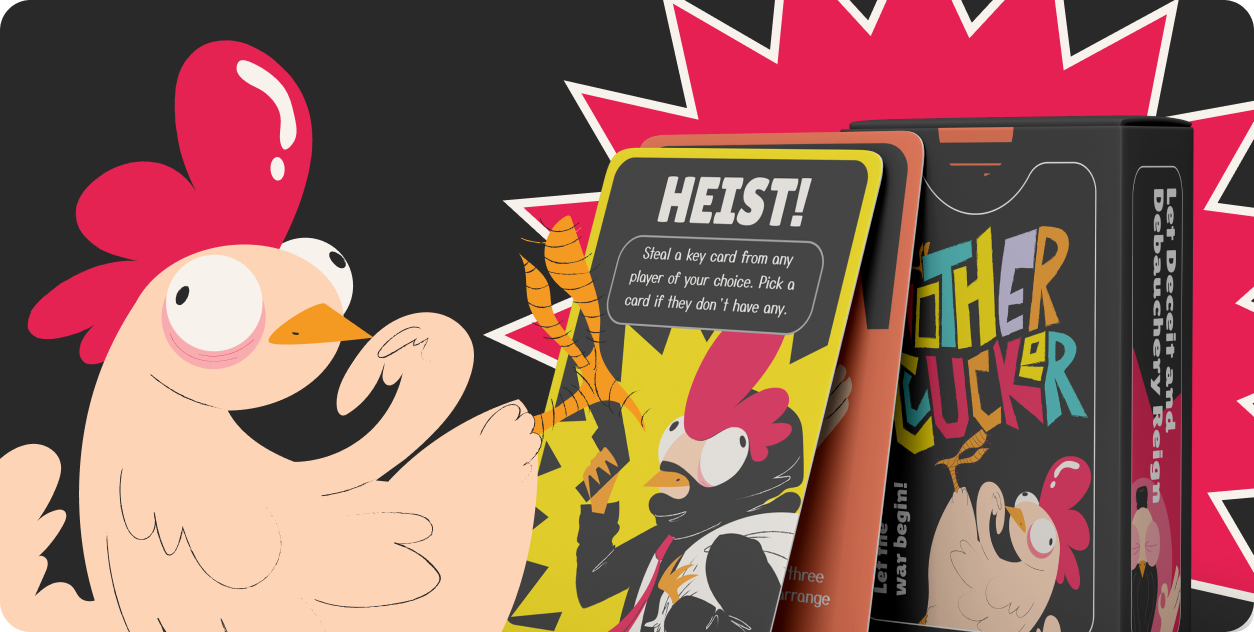 HEIST!
Steal a key card from any
player of your choice. Pick a
card if they don't have any.
three
arrange
OTHER
CUCKoR
Let the
war begin!
Let Deceit and
Debauchery Reign